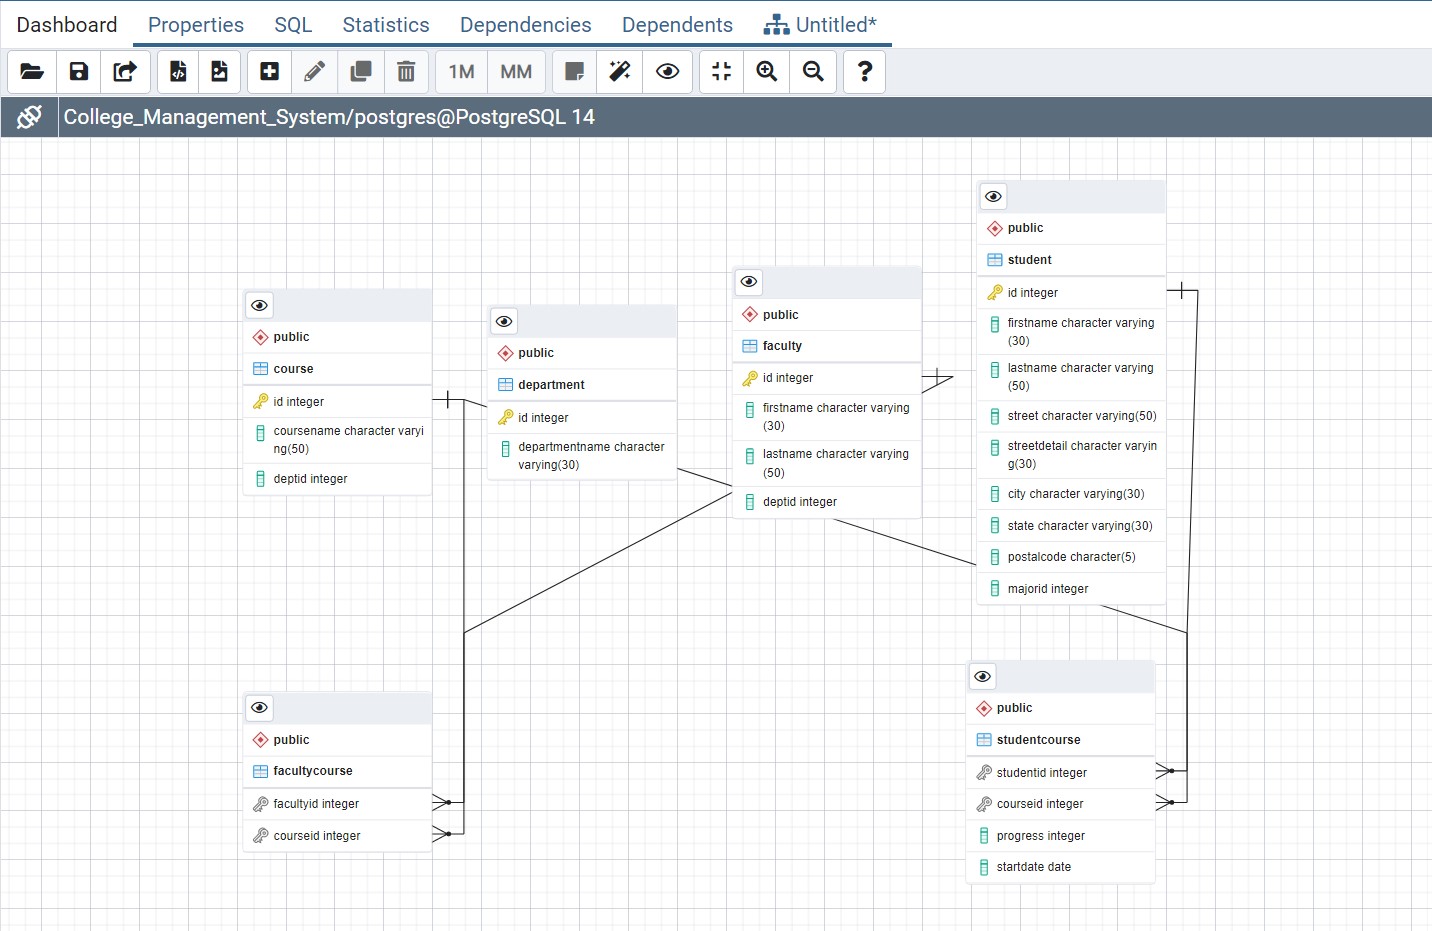 Dashboard Properties SQL Statistics Dependencies Dependents Untitled*
1M MM ?
College_Management_System/postgres@PostgreSQL 14
public
course
id integer
coursename character varyi
ng(50)
deptid integer
public
department
id integer
departmentname character
varying(30)
public
faculty
id integer
firstname character varying
(30)
lastname character varying
(50)
deptid integer
public
student
id integer
firstname character varying
(30)
lastname character varying
(50)
street character varying(50)
streetdetail character varyin
g(30)
city character varying(30)
state character varying(30)
postalcode character(5)
majorid integer
public
factycourse
facultyid integer
courseid integer
public
studentcourse
studentid integer
courseid integer
progress integer
startdate date